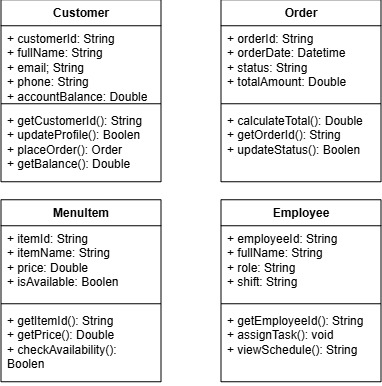 Customer
+ customerId: String
+ fullName: String
+ email; String
+ phone: String
+ accountBalance: Double
+ getCustomerId(): String
+ updateProfile(): Boolen
+ placeOrder(): Order
+ getBalance(): Double
Order
+ orderId: String
+ orderDate: Datetime
+ status: String
+ totalAmount: Double
+ calculateTotal(): Double
+ getOrderId(): String
+ updateStatus(): Boolen
MenuItem
+ itemId: String
+ itemName: String
+ price: Double
+ isAvailable: Boolen
+ getItemId(): String
+ getPrice(): Double
+ checkAvailability():
Boolen
Employee
+ employeeId: String
+ fullName: String
+ role: String
+ shift: String
+ getEmployeeId(): String
+ assignTask(): void
+ viewSchedule(): String